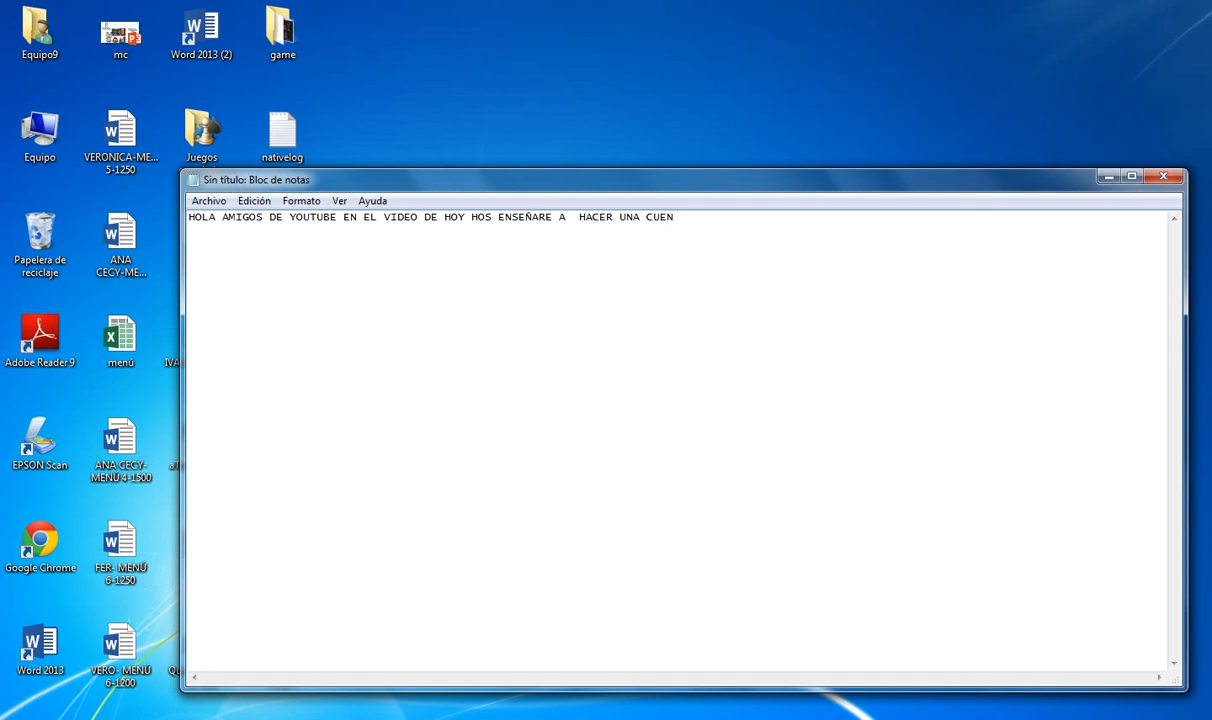 Equipo9
mc
Word 2013 (2)
game
Equipo
VERONICA-ME...
5-1250
Juegos
nativelog
Sin título: Bloc de notas
Archivo Edición Formato Ver Ayuda
HOLA AMIGOS DE YOUTUBE EN EL VIDEO DE HOY HOS ENSEÑARE A  HACER UNA CUEN
Papelera de
reciclaje
ANA
CECY-ME...
Adobe Reader 9
menú
IVA
EPSON Scan
ANA CECY-
MENÚ 4-1500
Google Chrome
FER- MENÚ
6-1250
Word 2013
VERO- MENÚ
6-1200